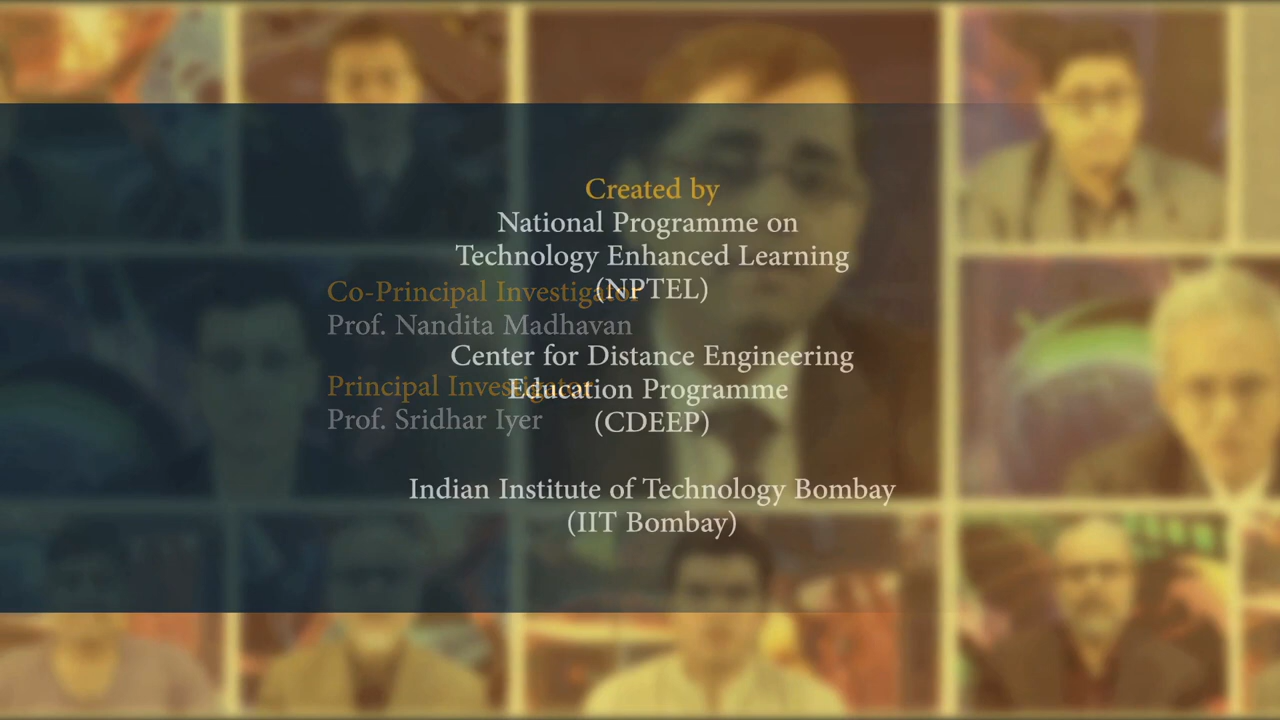 Created by
National Programme on
Technology Enhanced Learning
(NPTEL)
Co-Principal Investigator
Prof. Nandita Madhavan
Center for Distance Engineering
Principal Investigator
Education Programme
Prof. Sridhar Iyer
(CDEEP)
Indian Institute of Technology Bombay
(IIT Bombay)